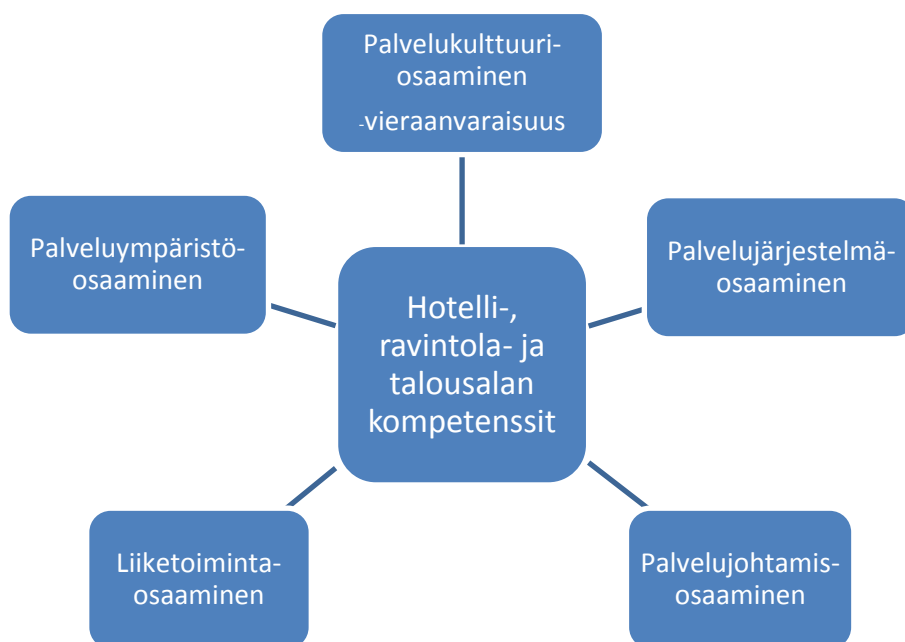 Palvelukulttuuri-
osaaminen
-vieraanvaraisuus
Palveluympäristö-
osaaminen
Palvelujärjestelmä-
osaaminen
Hotelli-,
ravintola- ja
talousalan
kompetenssit
Liiketoiminta-
osaaminen
Palvelujohtamis-
osaaminen